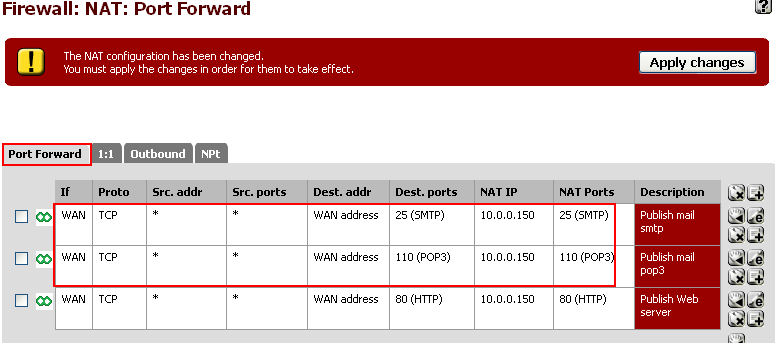 Firewall: NAT: Port Forward
?
The NAT configuration has been changed.
You must apply the changes in order for them to take effect.
Apply changes
Port Forward 1:1 Outbound NPt
If Proto Src. addr Src. ports Dest. addr Dest. ports NAT IP NAT Ports Description
WAN TCP * * WAN address 25 (SMTP) 10.0.0.150 25 (SMTP) Publish mail
smtp
WAN TCP * * WAN address 110 (POP3) 10.0.0.150 110 (POP3) Publish mail
pop3
WAN TCP * * WAN address 80 (HTTP) 10.0.0.150 80 (HTTP) Publish Web
server